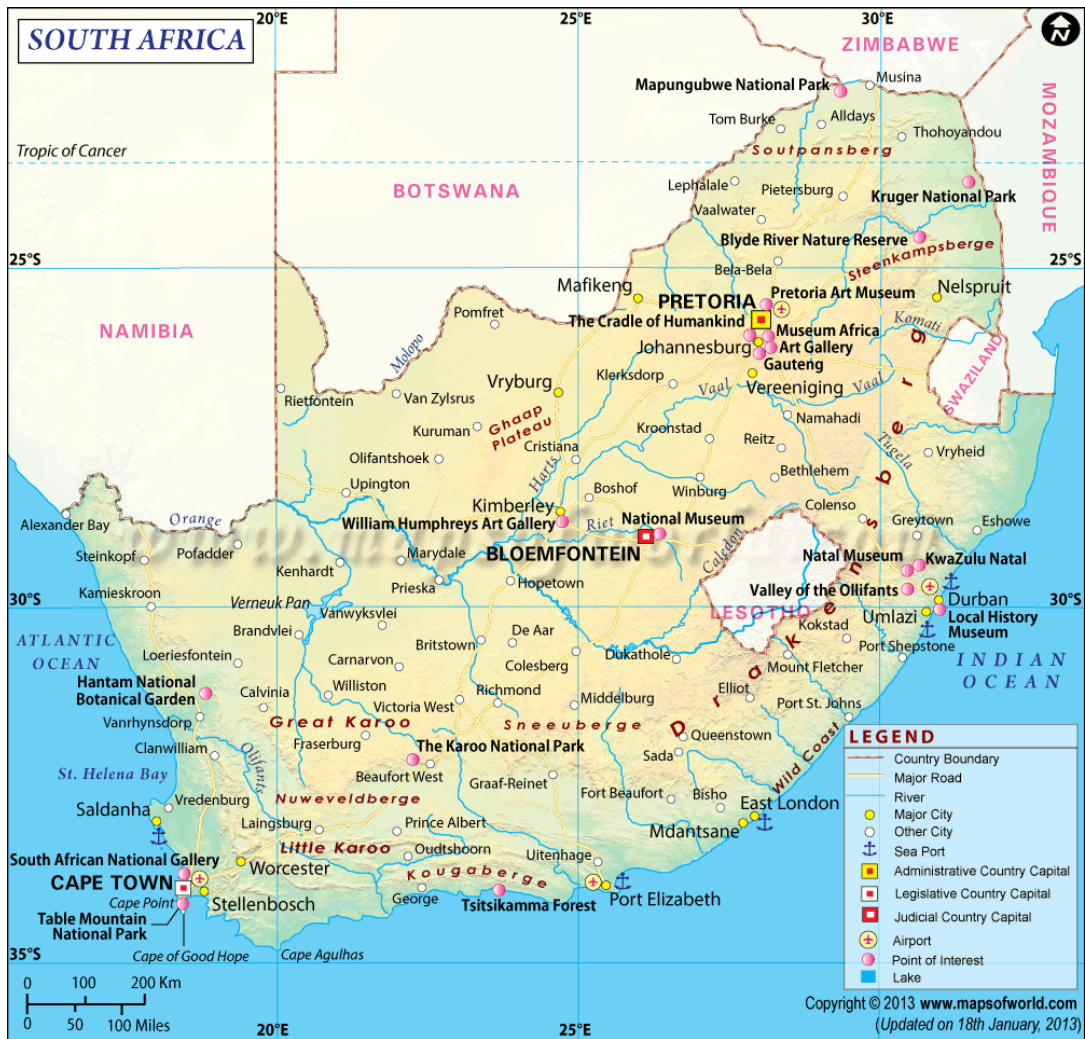 20°E
25°E
30°E
SOUTH AFRICA
N
ZIMBABWE
Mapungubwe National Park
Musina
MOZAMBIQUE
Tom Burke
Alldays
Thohoyandou
Tropic of Cancer
Soutpansberg
BOTSWANA
Lephalale
Pietersburg
Kruger National Park
Vaalwater
Blyde River Nature Reserve
Steenkampsberge
25°S
25°S
Bela-Bela
Mafikeng
PRETORIA
Pretoria Art Museum
Nelspruit
Pomfret
The Cradle of Humankind
Museum Africa
Komati
NAMIBIA
Johannesburg
Art Gallery
Gauteng
Molopo
SWAZILAND
Vryburg
Klerksdorp
Vaal
Vereeniging
Vaal
Rietfontein
Van Zylsrus
Ghaap
Plateau
Namahadi
Kuruman
Kroonstad
Reitz
Tugela
Vryheid
Cristiana
Olifantshoek
Harts
Bethlehem
Upington
Boshof
Winburg
Colenso
Kimberley
Alexander Bay
Orange
William Humphreys Art Gallery
Riet
National Museum
Greytown
Eshowe
www.mapsofworld.com
Steinkopf
Pofadder
Marydale
BLOEMFONTEIN
Caledon
Natal Museum
KwaZulu Natal
Kenhardt
Prieska
Hopetown
Valley of the Ollifants
Kamieskroon
Verneuk Pan
Durban
30°S
30°S
Vanwyksvlei
LESOTHO
Umlazi
Local History
Museum
Drakensberg
Kokstad
ATLANTIC
OCEAN
Brandvlei
Britstown
De Aar
Port Shepstone
Loeriesfontein
Carnarvon
Colesberg
Dukathole
Mount Fletcher
INDIAN
OCEAN
Hantam National
Botanical Garden
Calvinia
Williston
Richmond
Middelburg
Elliot
Victoria West
Port St. Johns
Vanrhynsdorp
Great Karoo
Sneeuberge
Fraserburg
Queenstown
Clanwilliam
Olifants
The Karoo National Park
Sada
Wild Coast
St. Helena Bay
Beaufort West
Graaf-Reinet
Fort Beaufort
Bisho
Saldanha
Vredenburg
Nuweveldberge
East London
Laingsburg
Prince Albert
Mdantsane
Little Karoo
Oudtshoorn
Uitenhage
South African National Gallery
Worcester
Kougaberge
CAPE TOWN
Cape Point
Stellenbosch
George
Tsitsikamma Forest
Port Elizabeth
Table Mountain
National Park
Cape of Good Hope
Cape Agulhas
35°S
LEGEND
Country Boundary
Major Road
River
Major City
Other City
Sea Port
Administrative Country Capital
Legislative Country Capital
Judicial Country Capital
Airport
Point of Interest
Lake
0 100 200 Km
0 50 100 Miles
20°E
25°E
Copyright © 2013 www.mapsofworld.com
(Updated on 18th January, 2013)